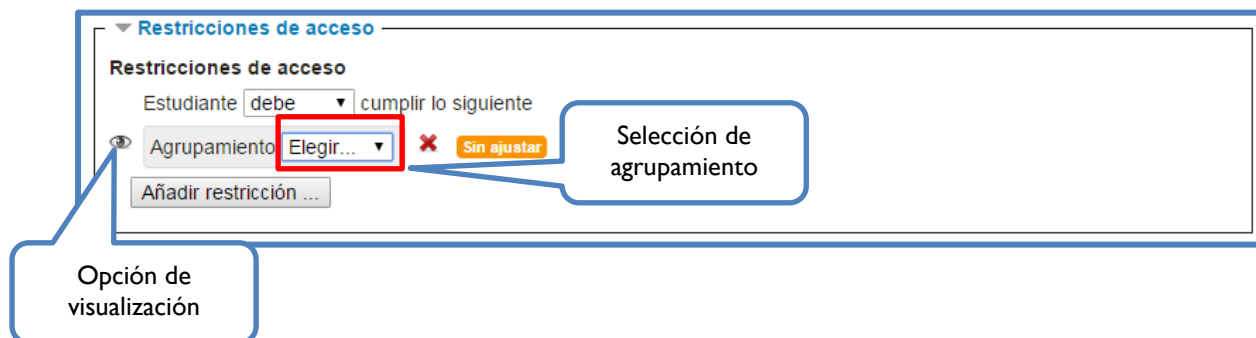 Restricciones de acceso
Restricciones de acceso
Estudiante debe cumplir lo siguiente
Agrupamiento Elegir... Sin ajustar
Añadir restricción ...
Selección de
agrupamiento
Opción de
visualización